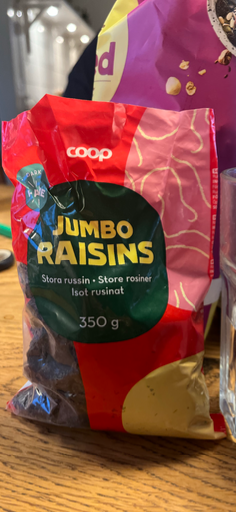 coop
JUMBO
RAISINS
Stora russin • Store rosiner
Isot rusinat
350 g